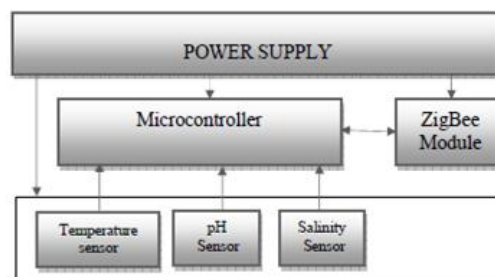 POWER SUPPLY
Microcontroller
ZigBee
Module
Temperature
sensor
pH
Sensor
Salinity
Sensor